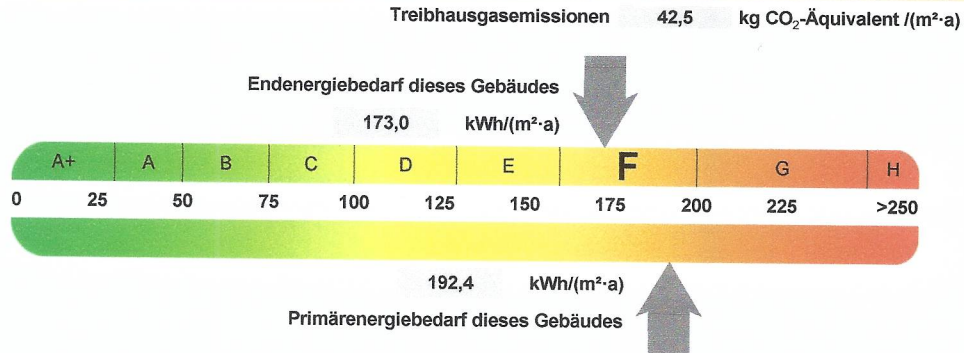 Treibhausgasemissionen 42,5 kg CO₂-Äquivalent /(m²·a)
Endenergiebedarf dieses Gebäudes
173,0 kWh/(m²·a)
A+ A B C D E F G H
0 25 50 75 100 125 150 175 200 225 >250
192,4 kWh/(m²·a)
Primärenergiebedarf dieses Gebäudes